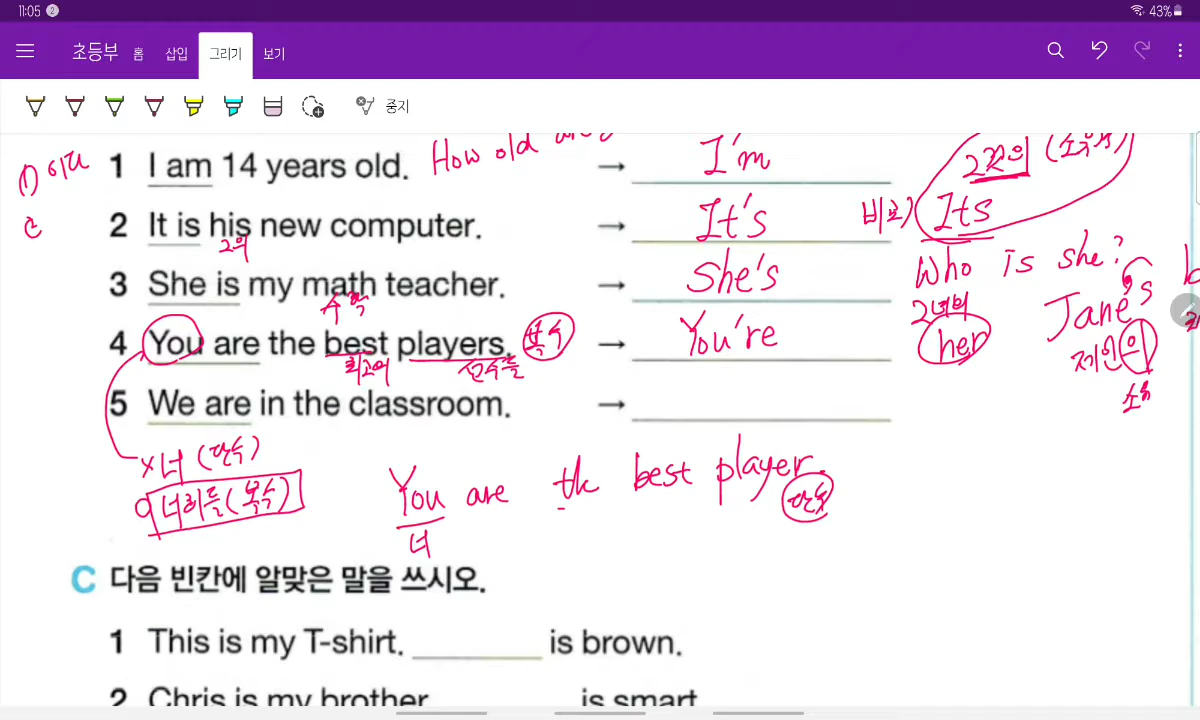 11:05 2 43%
초등부 홈 삽입 그리기 보기
중지
1 I am 14 years old. How old are → I'm
그것의 (소유격)
2 It is his new computer. → It's 비교) Its
그의
3 She is my math teacher. → She's Who is she?
수학
그녀의 Jane's
4 You are the best players. 복수 → You're her 제인의
최고의 선수들
소유
5 We are in the classroom. →
X 너 (단수)
O 너희들 (복수)
You are the best player. 단수
너
C 다음 빈칸에 알맞은 말을 쓰시오.
1 This is my T-shirt. ________ is brown.
2 Chris is my brother ________ is smart